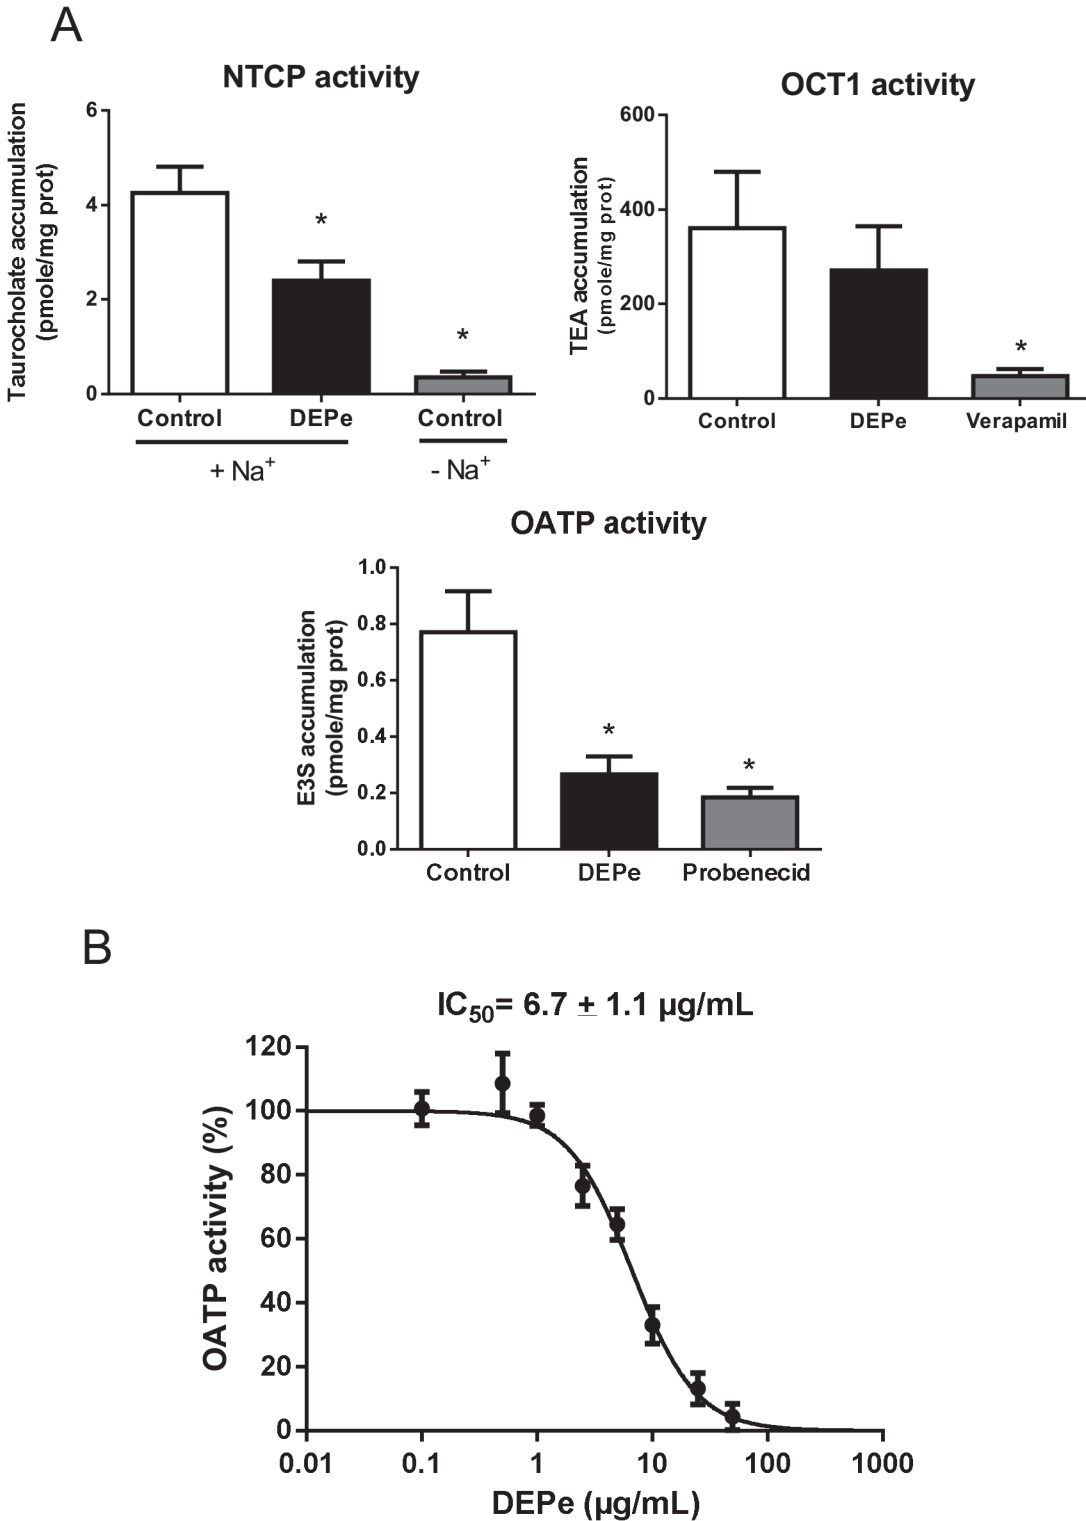 A
NTCP activity
Taurocholate accumulation
(pmole/mg prot)
6
4
2
0
*
*
Control
DEPe
Control
+ Na⁺
- Na⁺
OCT1 activity
TEA accumulation
(pmole/mg prot)
600
400
200
0
*
Control
DEPe
Verapamil
OATP activity
E3S accumulation
(pmole/mg prot)
1.0
0.8
0.6
0.4
0.2
0.0
*
*
Control
DEPe
Probenecid
B
IC₅₀= 6.7 ± 1.1 µg/mL
OATP activity (%)
120
100
80
60
40
20
0
0.01
0.1
1
10
100
1000
DEPe (µg/mL)